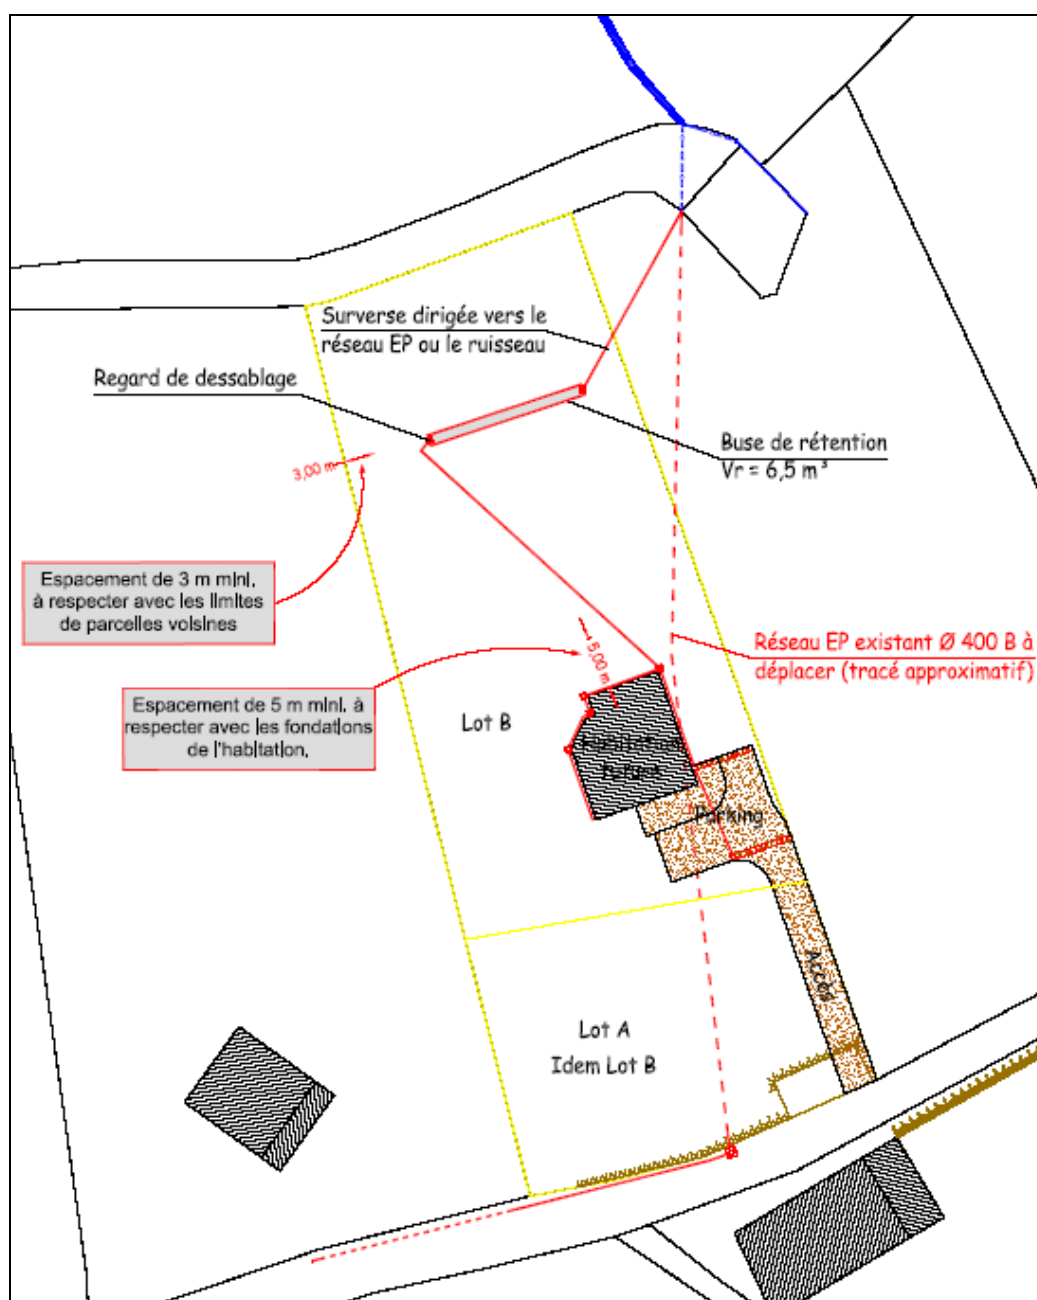 Surverse dirigée vers le
réseau EP ou le ruisseau
Regard de dessablage
Buse de rétention
Vr = 6,5 m³
3,00 m
Espacement de 3 m mini.
à respecter avec les limites
de parcelles voisines
5,00 m
Réseau EP existant Ø 400 B à
déplacer (tracé approximatif)
Espacement de 5 m mini. à
respecter avec les fondations
de l'habitation.
Lot B
Habitation
future
Parking
Accès
Lot A
Idem Lot B